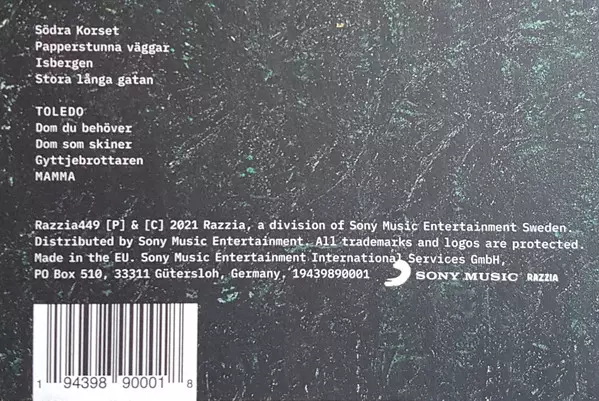 Södra Korset
Papperstunna väggar
Isbergen
Stora långa gatan
TOLEDO
Dom du behöver
Dom som skiner
Gyttjebrottaren
MAMMA
Razzia449 [P] & [C] 2021 Razzia, a division of Sony Music Entertainment Sweden.
Distributed by Sony Music Entertainment. All trademarks and logos are protected.
Made in the EU. Sony Music Entertainment International Services GmbH,
PO Box 510, 33311 Gütersloh, Germany, 19439890001
SONY MUSIC RAZZIA
1 94398 90001 8